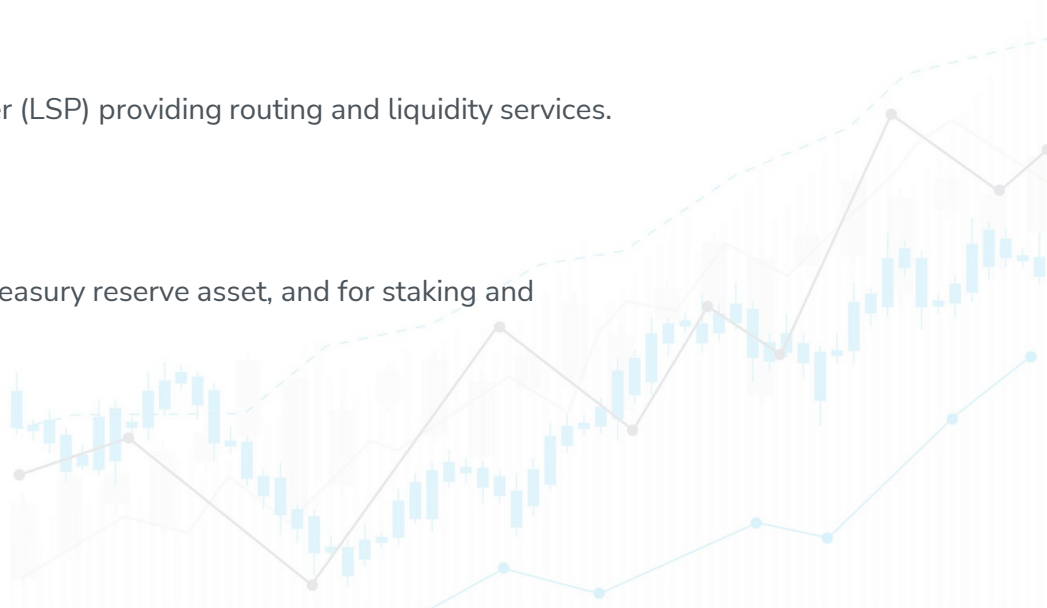 r (LSP) providing routing and liquidity services.
easury reserve asset, and for staking and